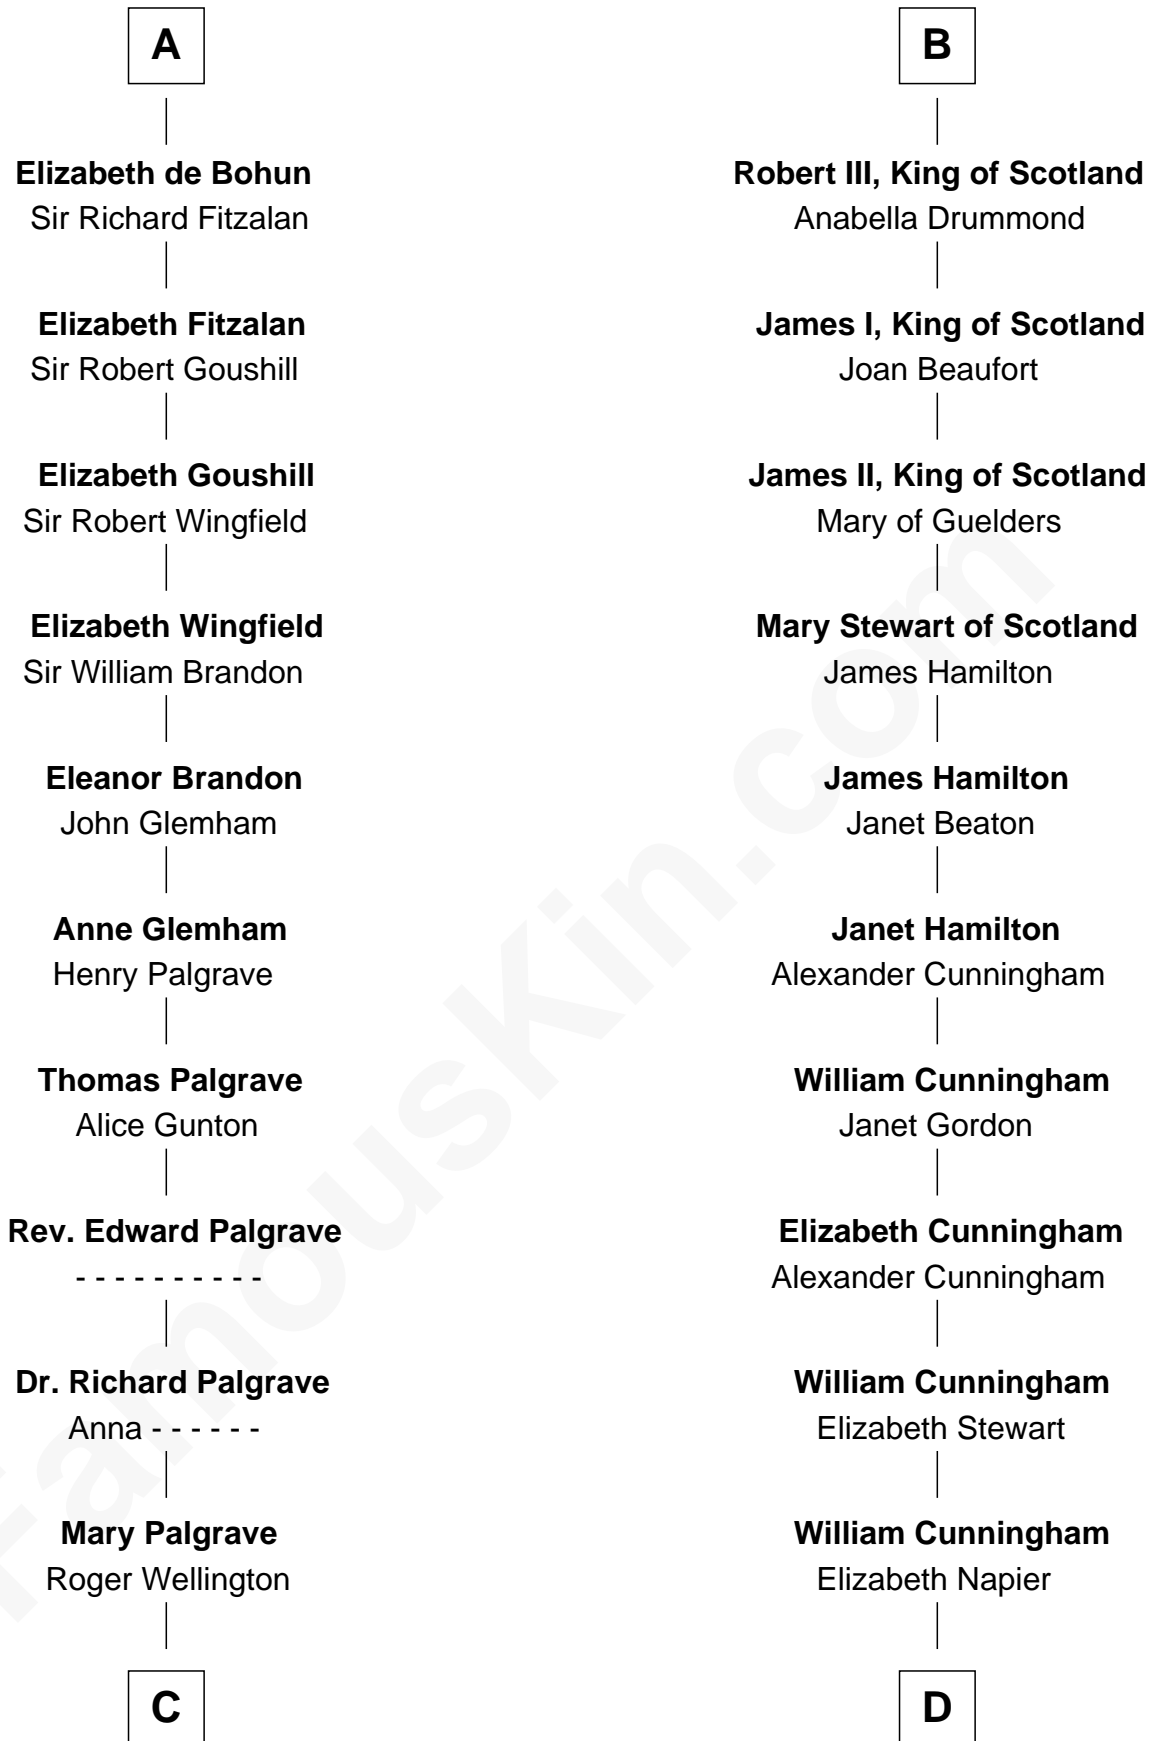 A
Elizabeth de Bohun
Sir Richard Fitzalan
Elizabeth Fitzalan
Sir Robert Goushill
Elizabeth Goushill
Sir Robert Wingfield
Elizabeth Wingfield
Sir William Brandon
Eleanor Brandon
John Glemham
Anne Glemham
Henry Palgrave
Thomas Palgrave
Alice Gunton
Rev. Edward Palgrave
- - - - - - - - - -
Dr. Richard Palgrave
Anna - - - - - -
Mary Palgrave
Roger Wellington
C
B
Robert III, King of Scotland
Anabella Drummond
James I, King of Scotland
Joan Beaufort
James II, King of Scotland
Mary of Guelders
Mary Stewart of Scotland
James Hamilton
James Hamilton
Janet Beaton
Janet Hamilton
Alexander Cunningham
William Cunningham
Janet Gordon
Elizabeth Cunningham
Alexander Cunningham
William Cunningham
Elizabeth Stewart
William Cunningham
Elizabeth Napier
D
FamousKin.com